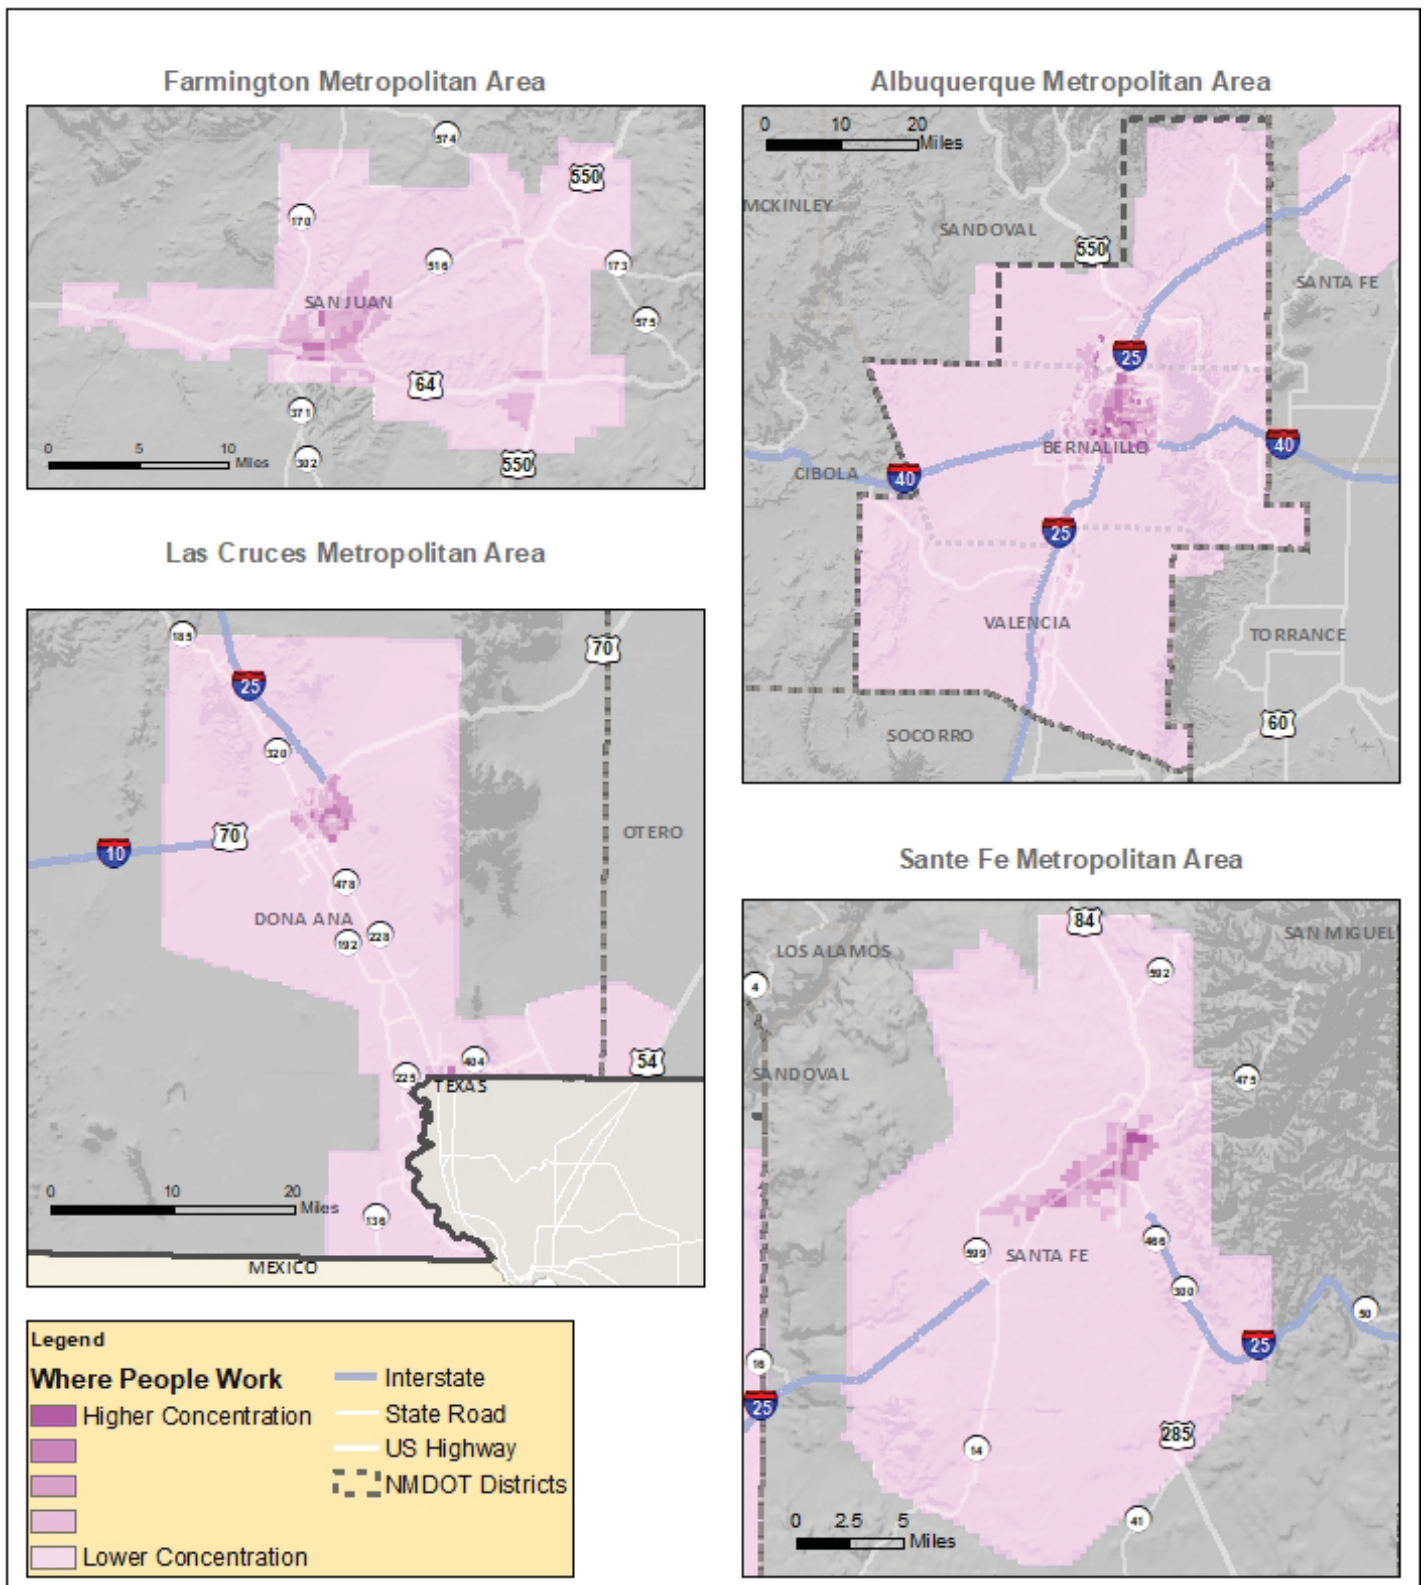 Farmington Metropolitan Area
574
550
170
516
173
SAN JUAN
575
64
371
302
550
0 5 10 Miles
Albuquerque Metropolitan Area
0 10 20 Miles
MCKINLEY
SANDOVAL
550
SANTA FE
25
BERNALILLO
40
CIBOLA
40
25
VALENCIA
TORRANCE
SOCORRO
60
Las Cruces Metropolitan Area
185
70
25
320
10
70
OTERO
478
DONA ANA
192
228
404
225
54
TEXAS
0 10 20 Miles
136
MEXICO
Sante Fe Metropolitan Area
84
SAN MIGUEL
LOS ALAMOS
592
4
SANDOVAL
475
599
SANTA FE
466
300
50
25
16
25
14
285
41
0 2.5 5 Miles
Legend
Where People Work
Higher Concentration
Lower Concentration
Interstate
State Road
US Highway
NMDOT Districts